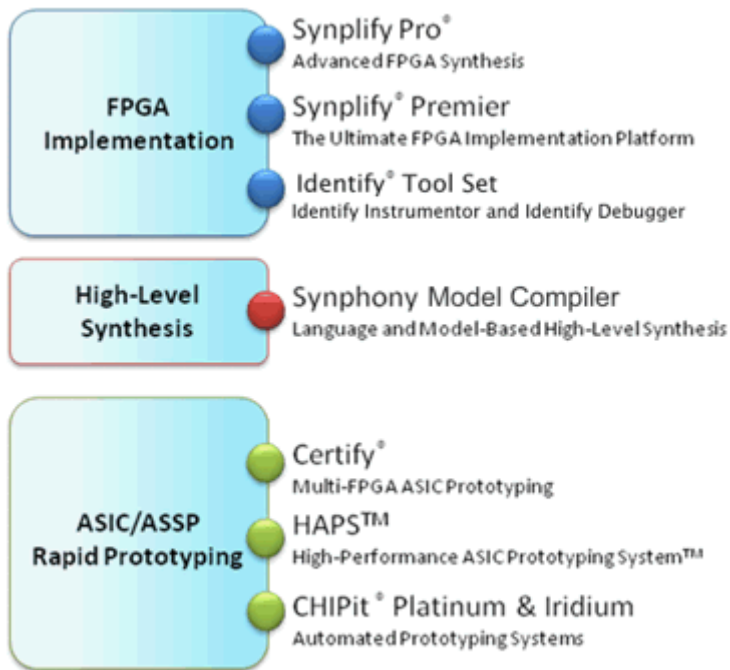 FPGA
Implementation
Synplify Pro®
Advanced FPGA Synthesis
Synplify® Premier
The Ultimate FPGA Implementation Platform
Identify® Tool Set
Identify Instrumentor and Identify Debugger
High-Level
Synthesis
Synphony Model Compiler
Language and Model-Based High-Level Synthesis
ASIC/ASSP
Rapid Prototyping
Certify®
Multi-FPGA ASIC Prototyping
HAPS™
High-Performance ASIC Prototyping System™
CHIPit® Platinum & Iridium
Automated Prototyping Systems